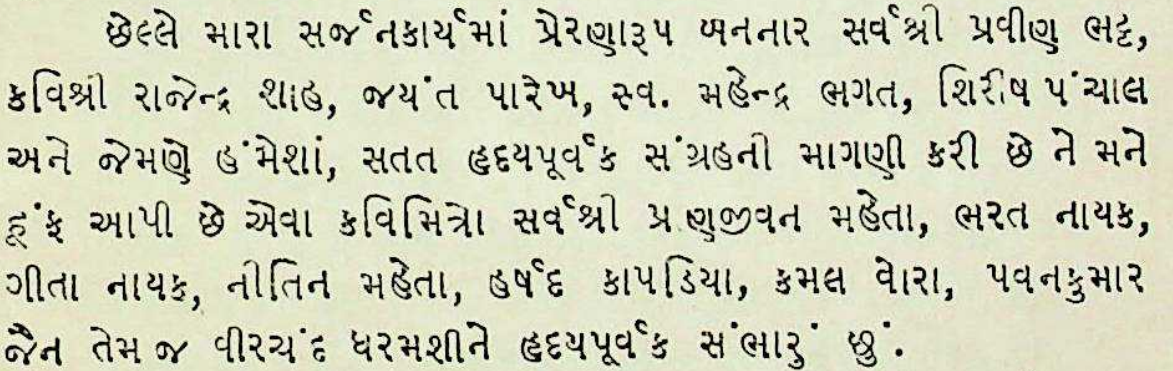 છેલ્લે મારા સર્જનકાર્યમાં પ્રેરણારૂપ બનનાર સર્વશ્રી પ્રવીણ ભટ્ટ,
કવિશ્રી રાજેન્દ્ર શાહ, જયંત પારેખ, સ્વ. મહેન્દ્ર ભગત, શિરીષ પંચાલ
અને જેમણે હંમેશાં, સતત હૃદયપૂર્વક સંગ્રહની માગણી કરી છે ને મને
હૂંફ આપી છે એવા કવિમિત્રો સર્વશ્રી પ્રણજીવન મહેતા, ભરત નાયક,
ગીતા નાયક, નીતિન મહેતા, હર્ષદ કાપડિયા, કમલ વોરા, પવનકુમાર
જૈન તેમ જ વીરચંદ ધરમશીને હૃદયપૂર્વક સંભારું છું.